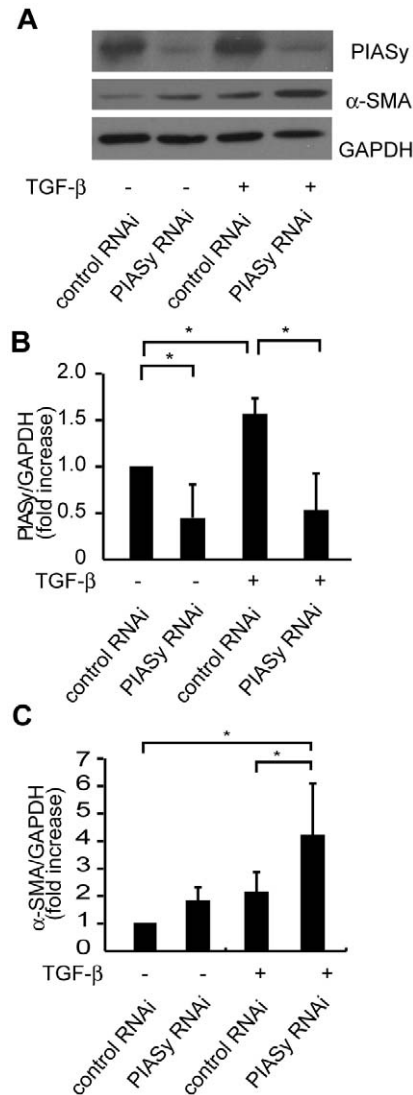 A
PIASy
α-SMA
GAPDH
TGF-β - - + +
control RNAi PIASy RNAi control RNAi PIASy RNAi
B
* * *
2.0
1.5
1.0
0.5
0
PIASy/GAPDH
(fold increase)
TGF-β - - + +
control RNAi PIASy RNAi control RNAi PIASy RNAi
C
* *
7
6
5
4
3
2
1
0
α-SMA/GAPDH
(fold increase)
TGF-β - - + +
control RNAi PIASy RNAi control RNAi PIASy RNAi